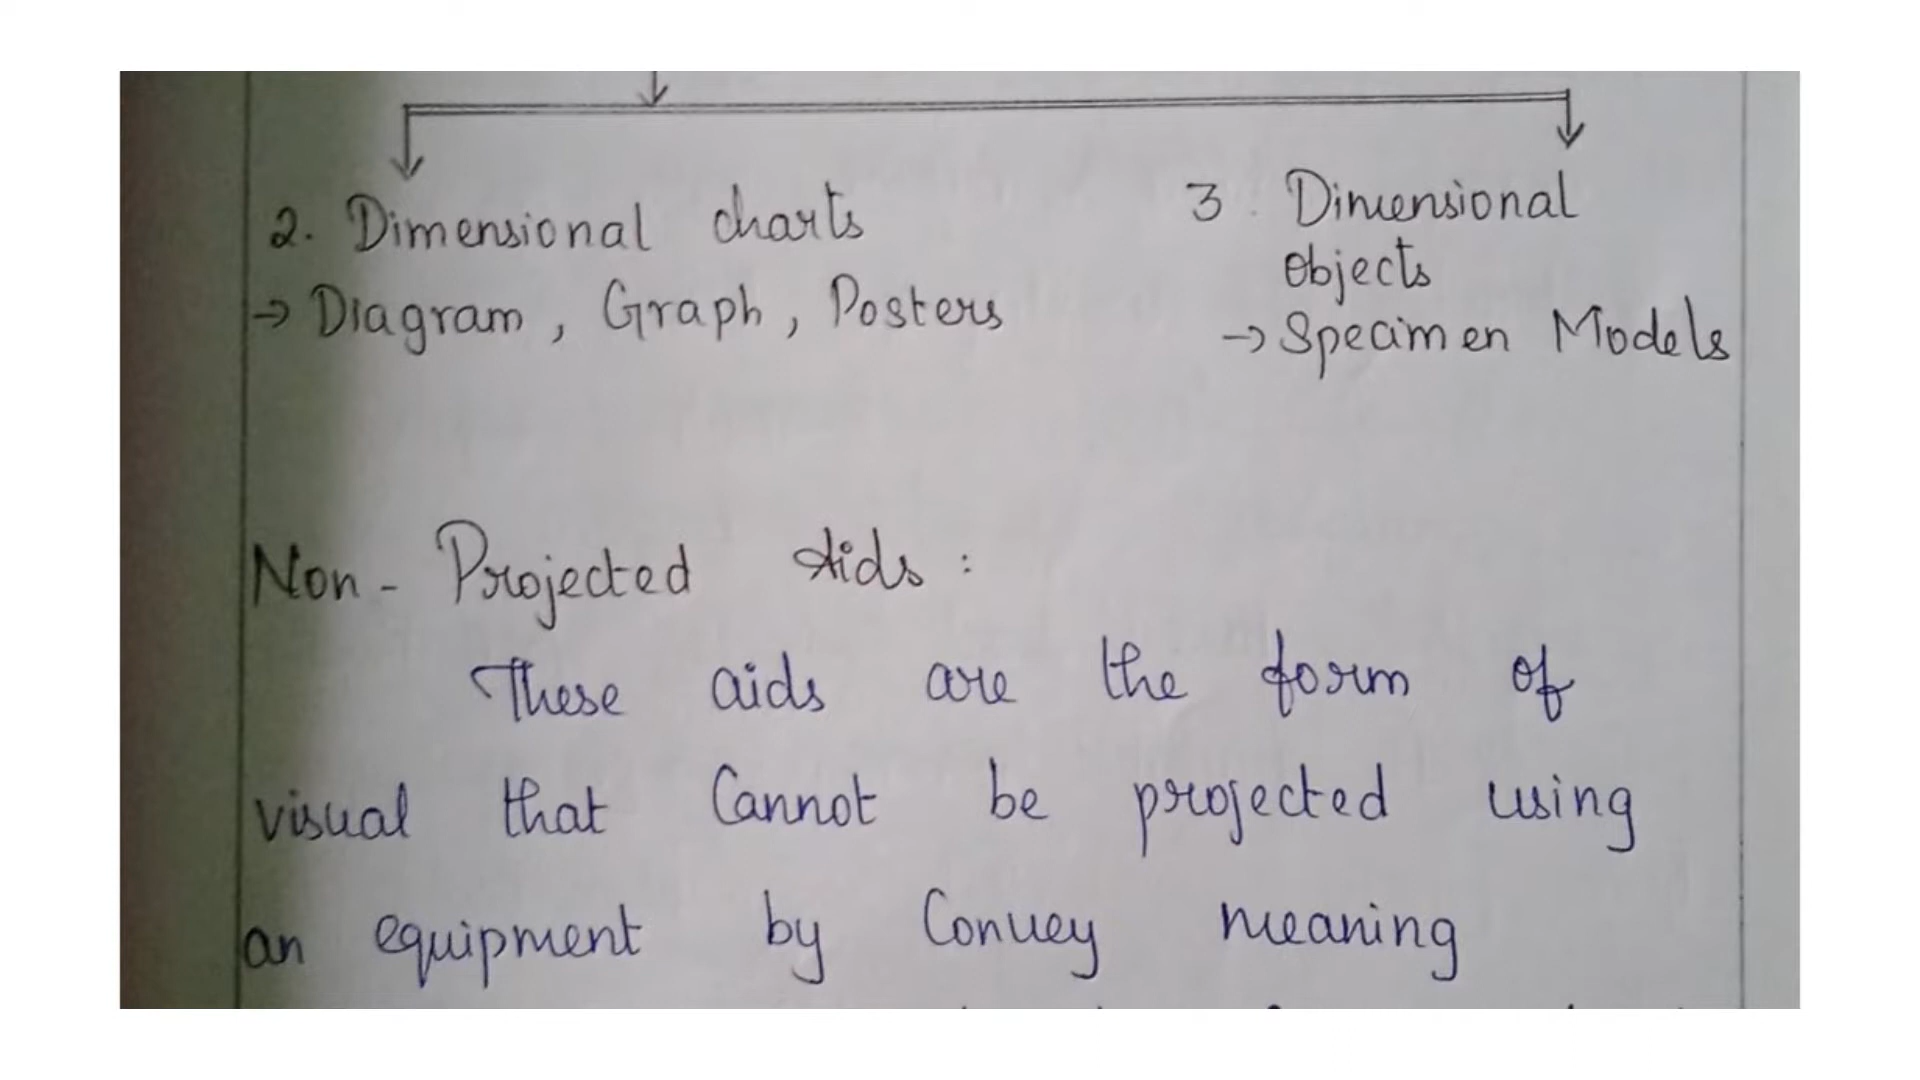 2. Dimensional charts
→ Diagram, Graph, Posters
3 Dimensional
objects
→ Specimen Models
Non - Projected Aids :
These aids are the form of
visual that Cannot be projected using
an equipment by Convey meaning